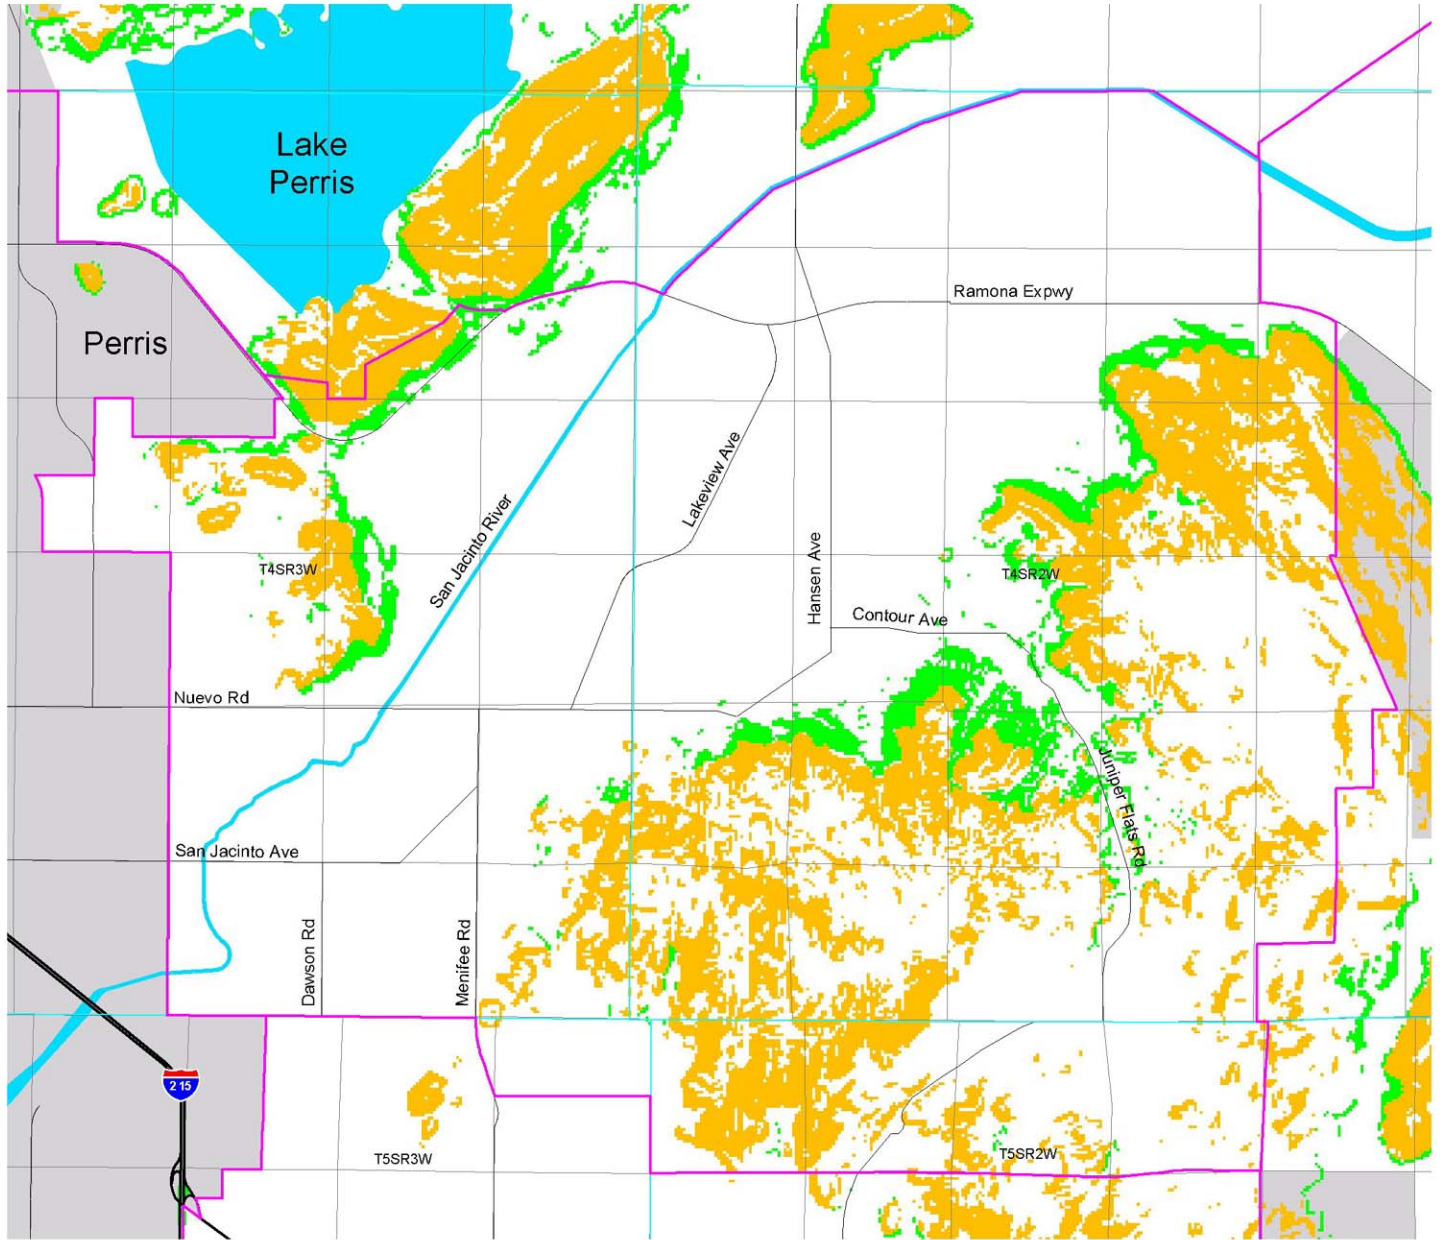 Lake
Perris
Ramona Expwy
Perris
Lakeview Ave
San Jacinto River
Hansen Ave
T4SR3W
T4SR2W
Contour Ave
Nuevo Rd
Juniper Flats Rd
San Jacinto Ave
Dawson Rd
Menifee Rd
215
T5SR3W
T5SR2W